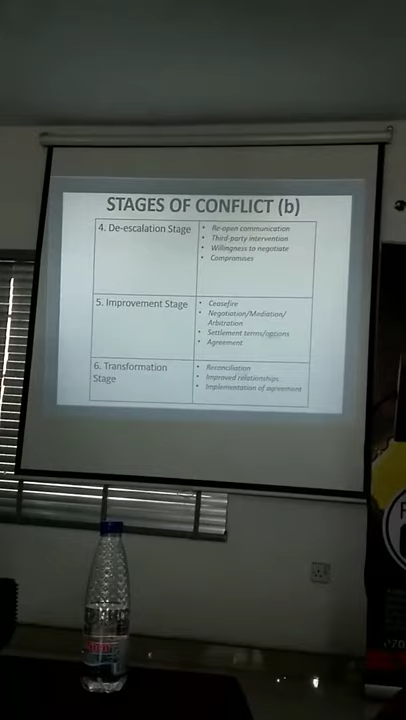 STAGES OF CONFLICT (b)
4. De-escalation Stage
• Re-open communication
• Third-party intervention
• Willingness to negotiate
• Compromises
5. Improvement Stage
• Ceasefire
• Negotiation/Mediation/
Arbitration
• Settlement terms/options
• Agreement
6. Transformation
Stage
• Reconciliation
• Improved relationships
• Implementation of agreement